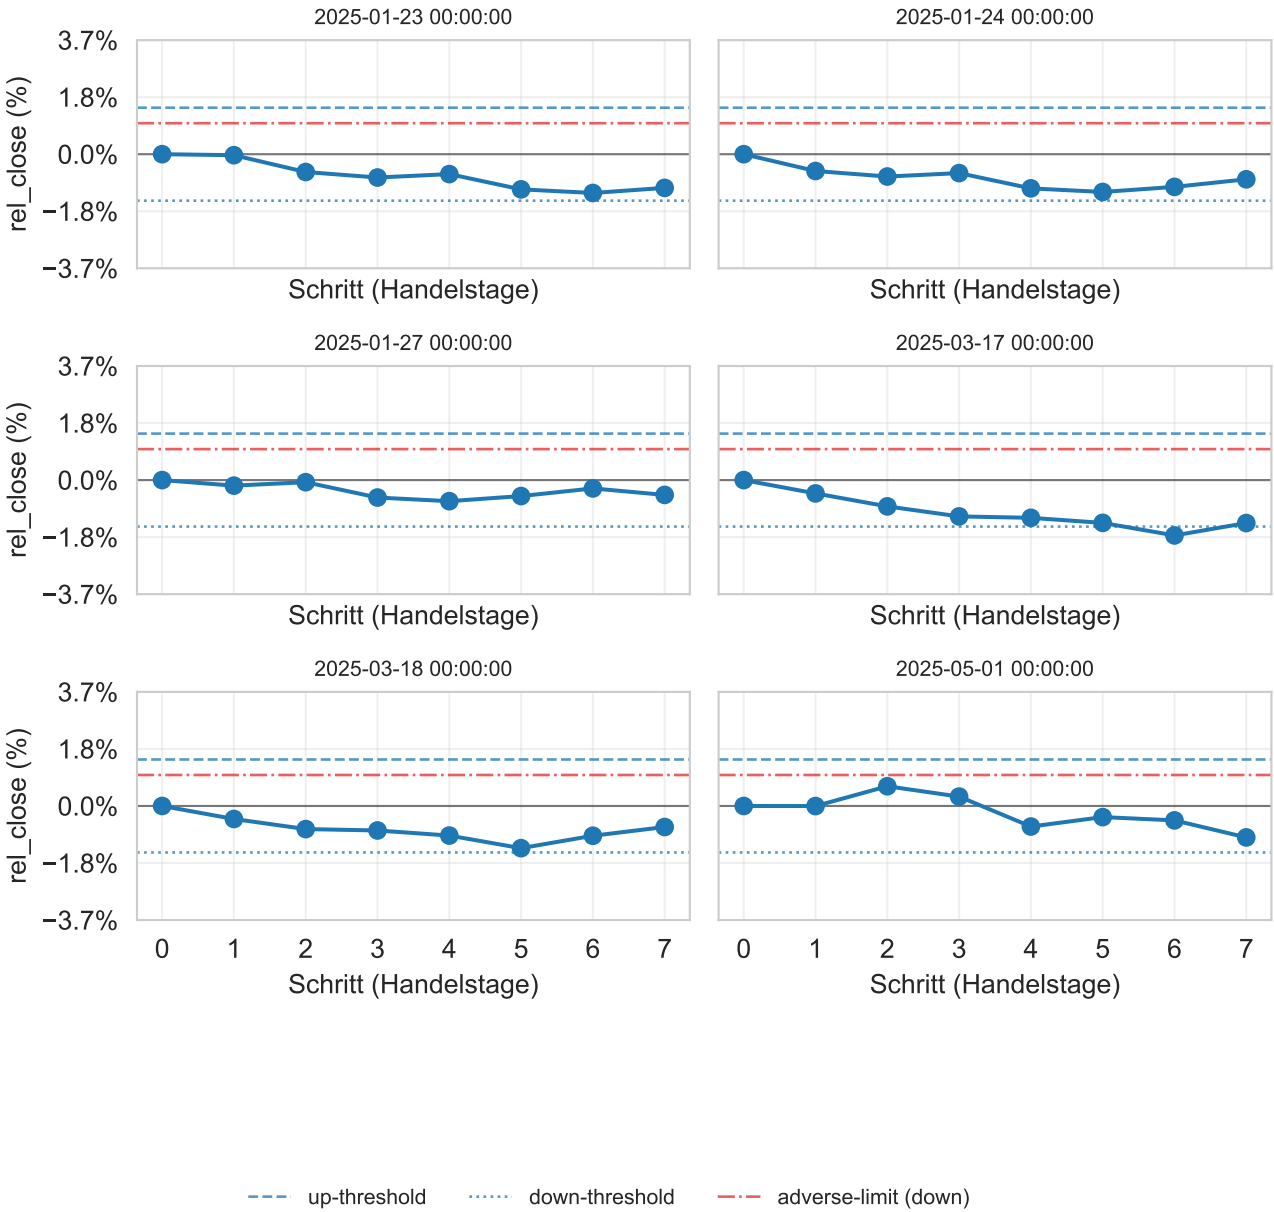 2025-01-23 00:00:00
2025-01-24 00:00:00
3.7%
1.8%
0.0%
−1.8%
−3.7%
rel_close (%)
Schritt (Handelstage)
Schritt (Handelstage)
2025-01-27 00:00:00
2025-03-17 00:00:00
3.7%
1.8%
0.0%
−1.8%
−3.7%
rel_close (%)
Schritt (Handelstage)
Schritt (Handelstage)
2025-03-18 00:00:00
2025-05-01 00:00:00
3.7%
1.8%
0.0%
−1.8%
−3.7%
rel_close (%)
0 1 2 3 4 5 6 7
0 1 2 3 4 5 6 7
Schritt (Handelstage)
Schritt (Handelstage)
up-threshold
down-threshold
adverse-limit (down)